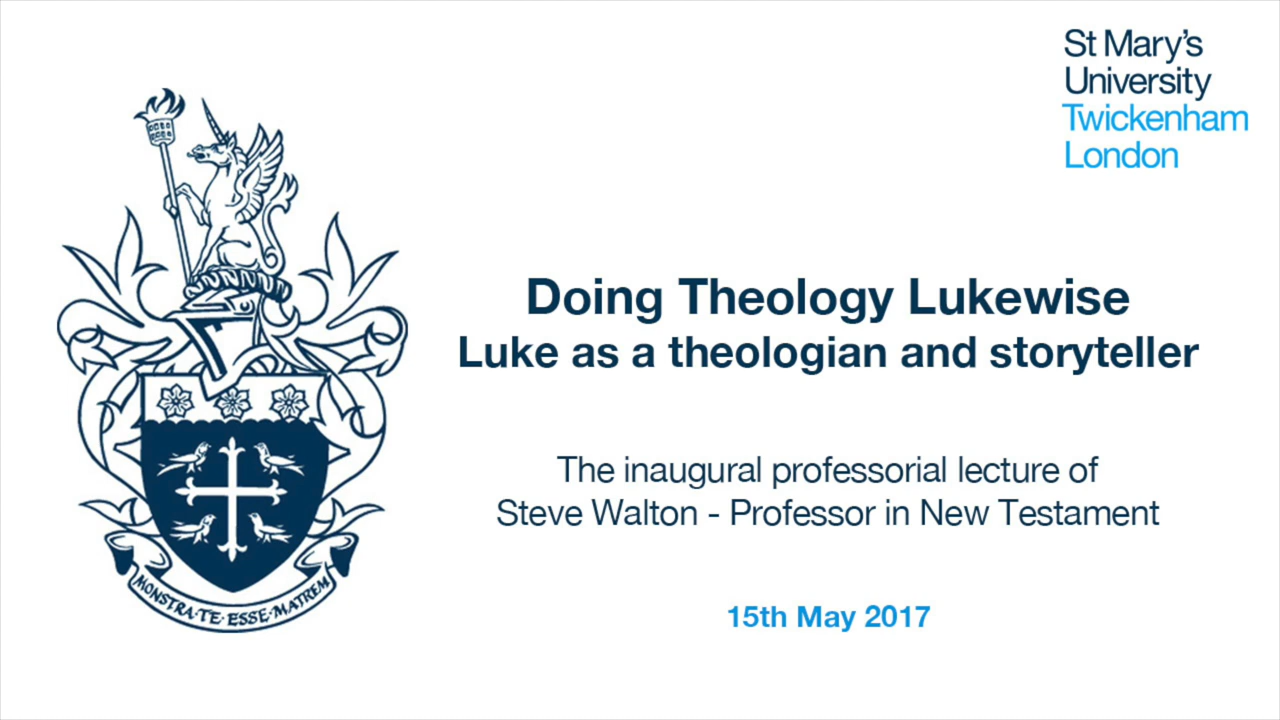 St Mary's
University
Twickenham
London
Doing Theology Lukewise
Luke as a theologian and storyteller
The inaugural professorial lecture of
Steve Walton - Professor in New Testament
15th May 2017
MONSTRA·TE·ESSE·MATREM